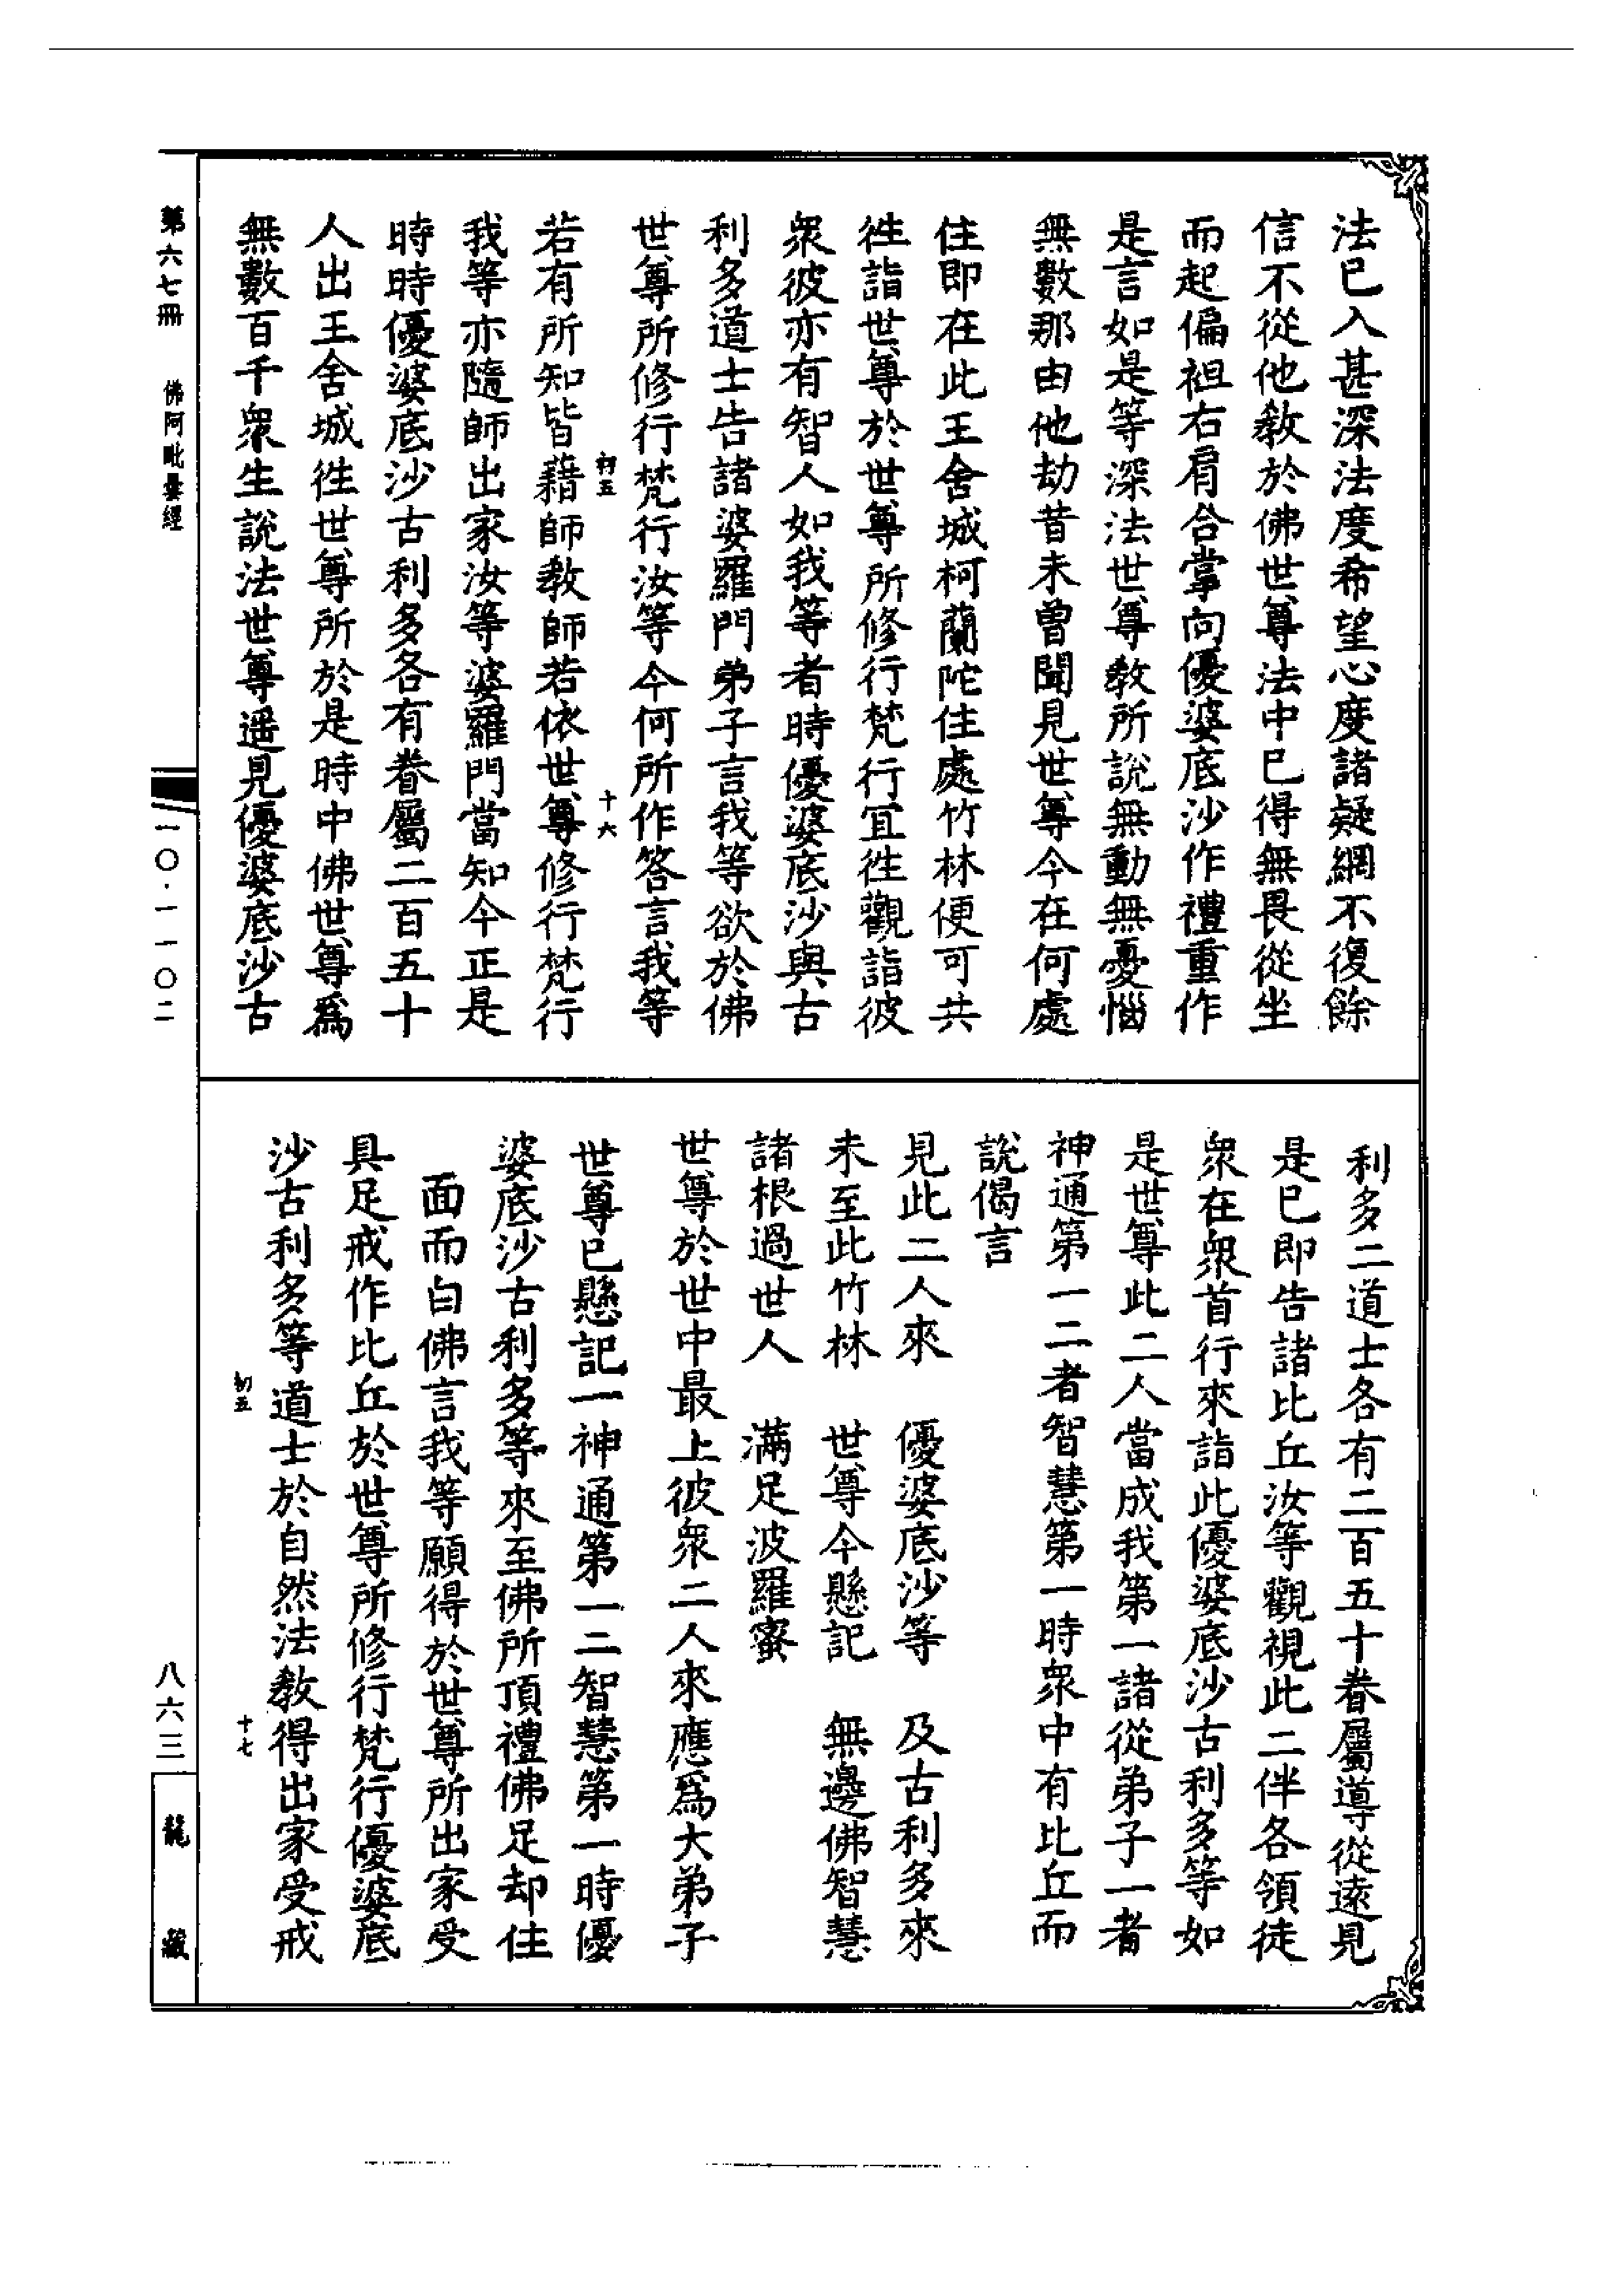 法已入甚深法度希望心度諸疑網不復餘
信不從他教於佛世尊法中已得無畏從坐
而起偏袒右肩合掌向優婆底沙作禮重作
是言如是等深法世尊教所說無動無憂惱
無數那由他劫昔未曾聞見世尊今在何處
住即在此王舍城柯蘭陀住處竹林便可共
徃詣世尊於世尊所修行梵行宜徃觀詣彼
衆彼亦有智人如我等者時優婆底沙與古
利多道士告諸婆羅門弟子言我等欲於佛
世尊所修行梵行汝等今何所作答言我等
初五
十六
若有所知皆藉師教師若依世尊修行梵行
我等亦隨師出家汝等婆羅門當知今正是
時時優婆底沙古利多各有眷屬二百五十
人出王舍城徃世尊所於是時中佛世尊爲
無數百千衆生說法世尊遥見優婆底沙古
利多二道士各有二百五十眷屬導從遠見
是已即告諸比丘汝等觀視此二伴各領徒
衆在衆首行來詣此優婆底沙古利多等如
是世尊此二人當成我第一諸從弟子一者
神通第一二者智慧第一時衆中有比丘而
說偈言
見此二人來　優婆底沙等　及古利多來
未至此竹林　世尊今懸記　無邊佛智慧
諸根過世人　滿足波羅蜜
世尊於世中最上彼衆二人來應爲大弟子
世尊已懸記一神通第一二智慧第一時優
婆底沙古利多等來至佛所頂禮佛足却住
面而白佛言我等願得於世尊所出家受
具足戒作比丘於世尊所修行梵行優婆底
沙古利多等道士於自然法教得出家受戒
初五
十七
第六七冊　佛阿毗曇經
一〇·一一〇二
八六三
龍藏